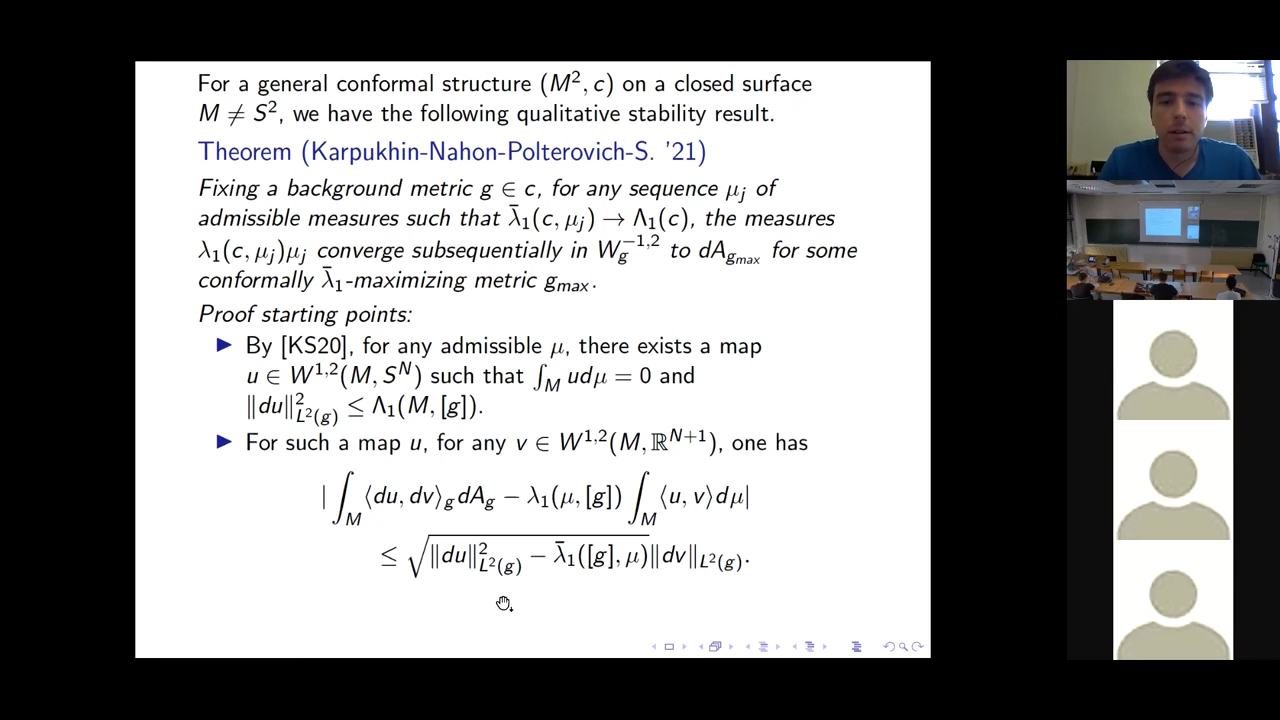 For a general conformal structure (M², c) on a closed surface
M ≠ S², we have the following qualitative stability result.
Theorem (Karpukhin-Nahon-Polterovich-S. '21)
Fixing a background metric g ∈ c, for any sequence μ_j of
admissible measures such that λ̄₁(c, μ_j) → Λ₁(c), the measures
λ₁(c, μ_j)μ_j converge subsequentially in W_g^{−1,2} to dA_{g_{max}} for some
conformally λ̄₁-maximizing metric g_{max}.
Proof starting points:
▶ By [KS20], for any admissible μ, there exists a map
u ∈ W^{1,2}(M, S^N) such that ∫_M udμ = 0 and
‖du‖²_{L²(g)} ≤ Λ₁(M, [g]).
▶ For such a map u, for any v ∈ W^{1,2}(M, ℝ^{N+1}), one has
|∫_M ⟨du, dv⟩_g dA_g − λ₁(μ, [g]) ∫_M ⟨u, v⟩dμ|
≤ √(‖du‖²_{L²(g)} − λ̄₁([g], μ))‖dv‖_{L²(g)}.